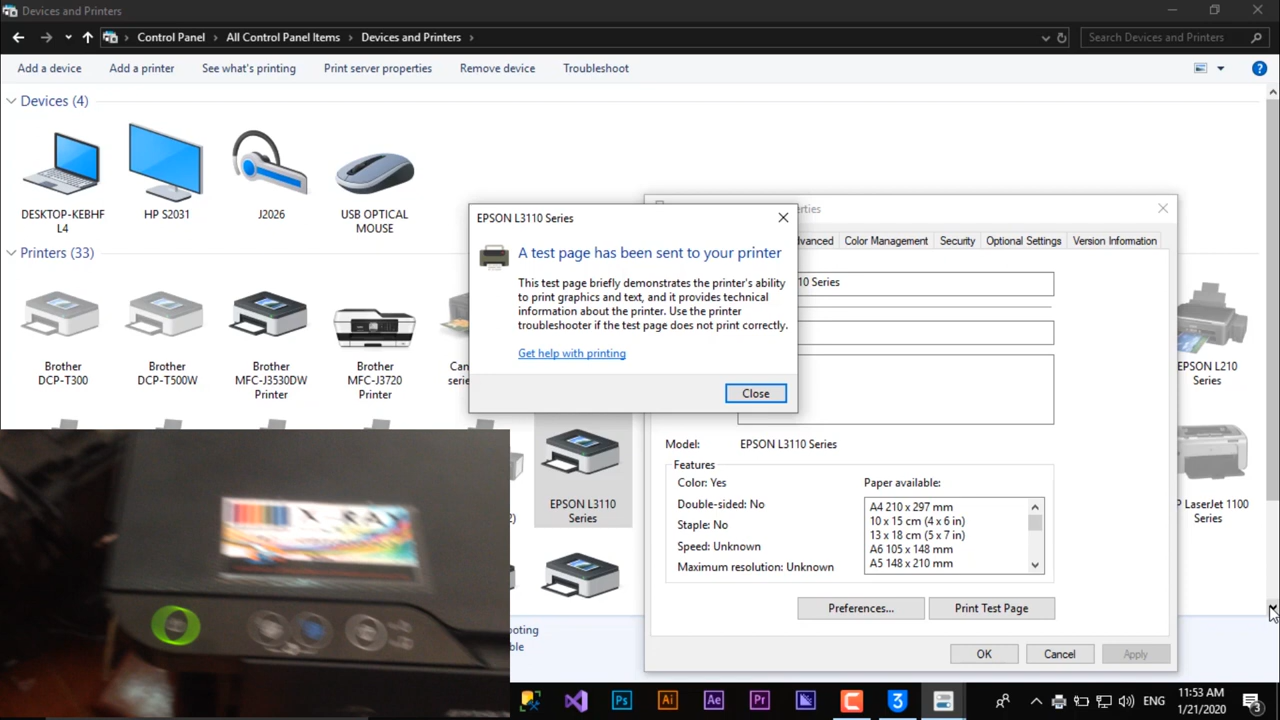 Devices and Printers
Control Panel
All Control Panel Items
Devices and Printers
Search Devices and Printers
Add a device
Add a printer
See what's printing
Print server properties
Remove device
Troubleshoot
Devices (4)
DESKTOP-KEBHF
L4
HP S2031
J2026
USB OPTICAL
MOUSE
Printers (33)
Brother
DCP-T300
Brother
DCP-T500W
Brother
MFC-J3530DW
Printer
Brother
MFC-J3720
Printer
EPSON L210
Series
EPSON L3110
Series
LaserJet 1100
Series
EPSON L3110 Series
A test page has been sent to your printer
This test page briefly demonstrates the printer's ability
to print graphics and text, and it provides technical
information about the printer. Use the printer
troubleshooter if the test page does not print correctly.
Get help with printing
Close
Color Management
Security
Optional Settings
Version Information
10 Series
Model: EPSON L3110 Series
Features
Color: Yes
Double-sided: No
Staple: No
Speed: Unknown
Maximum resolution: Unknown
Paper available:
A4 210 x 297 mm
10 x 15 cm (4 x 6 in)
13 x 18 cm (5 x 7 in)
A6 105 x 148 mm
A5 148 x 210 mm
Preferences...
Print Test Page
OK
Cancel
Apply
X-RAY
Ps
Ai
Ae
Pr
3
ENG
11:53 AM
1/21/2020
3